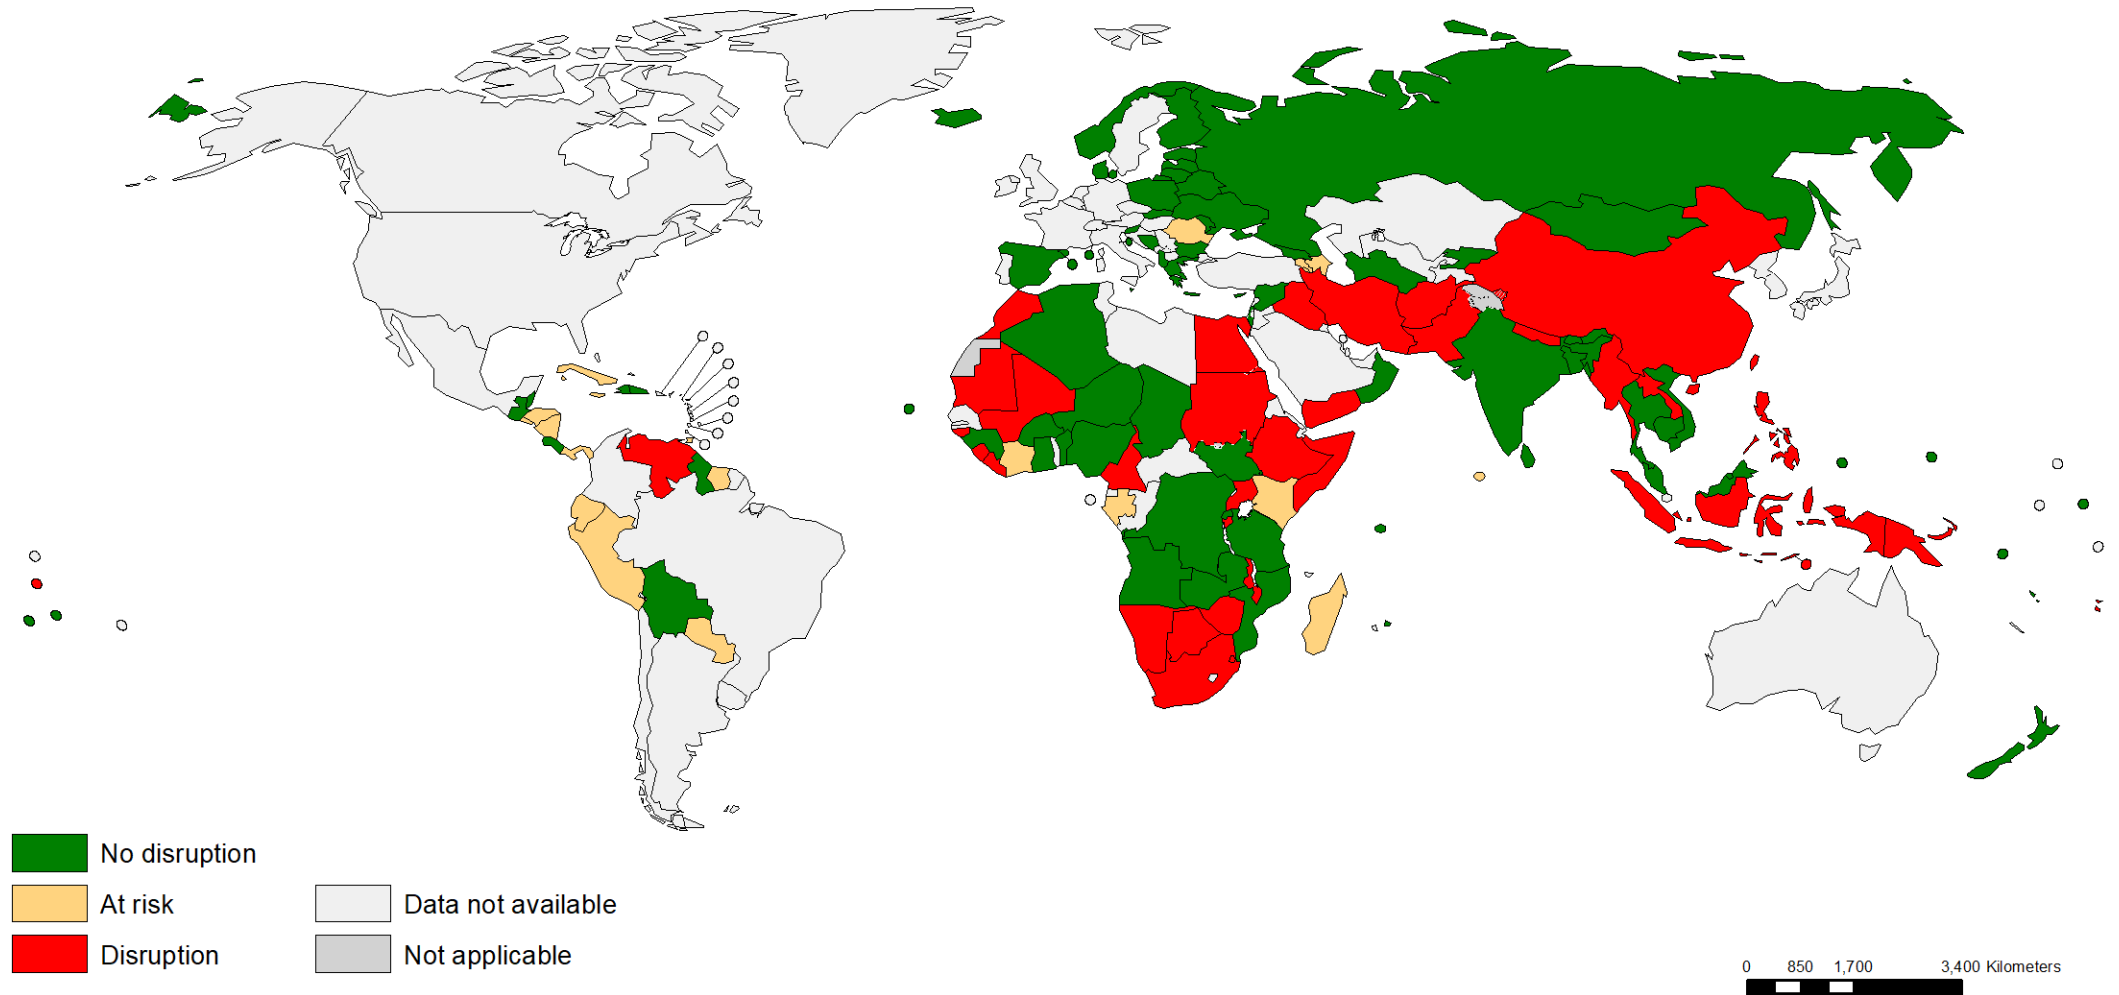 No disruption
At risk
Data not available
Disruption
Not applicable
0 850 1,700 3,400 Kilometers